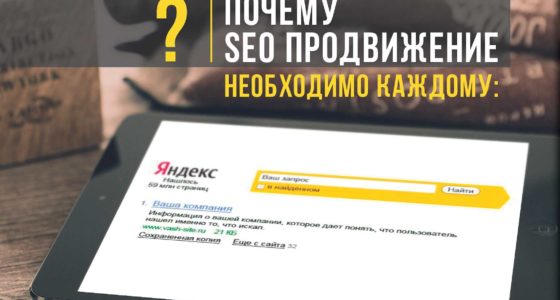 ?
ПОЧЕМУ
SEO ПРОДВИЖЕНИЕ
НЕОБХОДИМО КАЖДОМУ:
Яндекс
Нашлось
59 млн страниц
Ваш запрос
Найти
в найденном
1. Ваша компания
Информация о вашей компании, которое дает понять, что пользователь
нашел именно то, что искал.
www.vash-site.ru 21 КБ
Сохраненная копия Еще с сайта 32